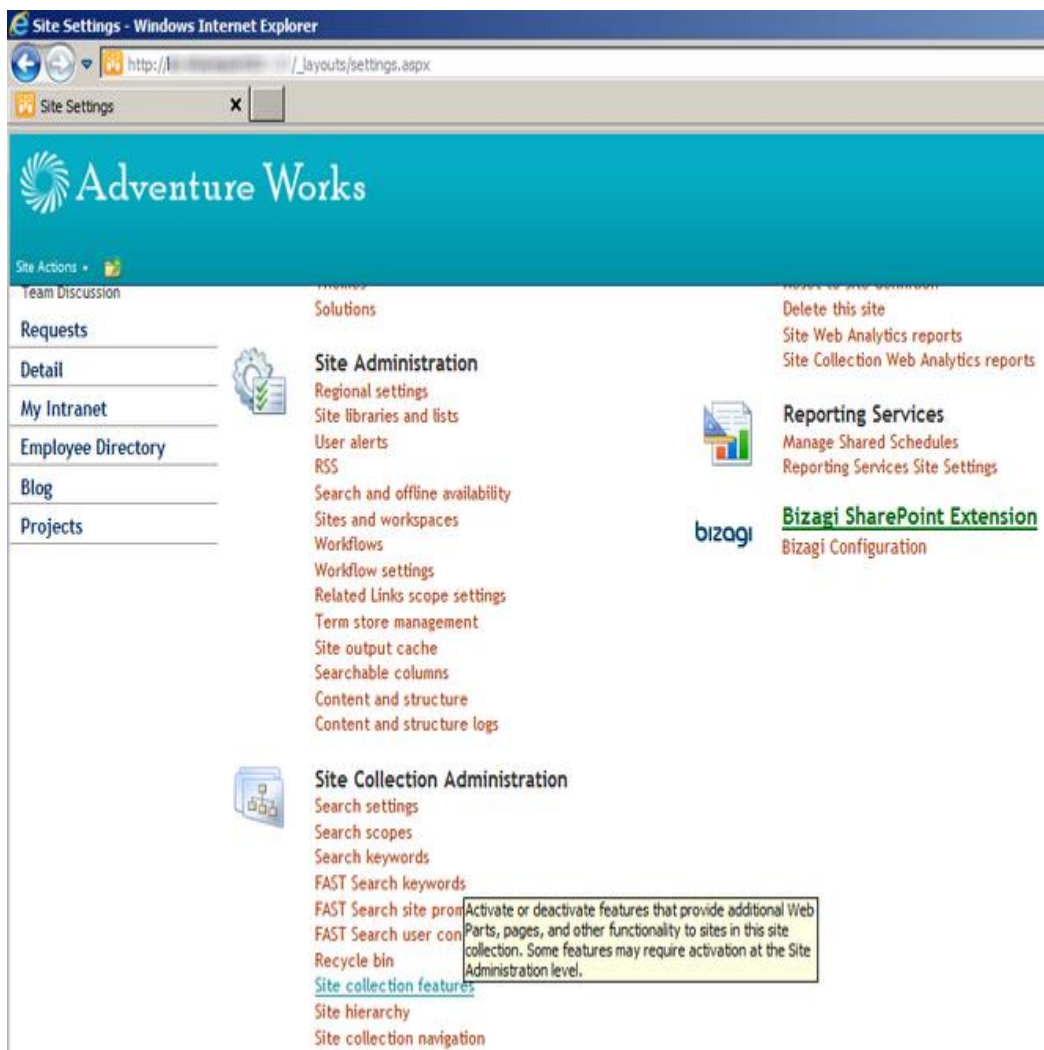 Site Settings - Windows Internet Explorer
http:// /_layouts/settings.aspx
Site Settings
Adventure Works
Site Actions
Team Discussion
Requests
Detail
My Intranet
Employee Directory
Blog
Projects
Solutions
Site Administration
Regional settings
Site libraries and lists
User alerts
RSS
Search and offline availability
Sites and workspaces
Workflows
Workflow settings
Related Links scope settings
Term store management
Site output cache
Searchable columns
Content and structure
Content and structure logs
Site Collection Administration
Search settings
Search scopes
Search keywords
FAST Search keywords
FAST Search site
FAST Search user
Recycle bin
Site collection features
Site hierarchy
Site collection navigation
Activate or deactivate features that provide additional Web
Parts, pages, and other functionality to sites in this site
collection. Some features may require activation at the Site
Administration level.
Delete this site
Site Web Analytics reports
Site Collection Web Analytics reports
Reporting Services
Manage Shared Schedules
Reporting Services Site Settings
bizagi
Bizagi SharePoint Extension
Bizagi Configuration